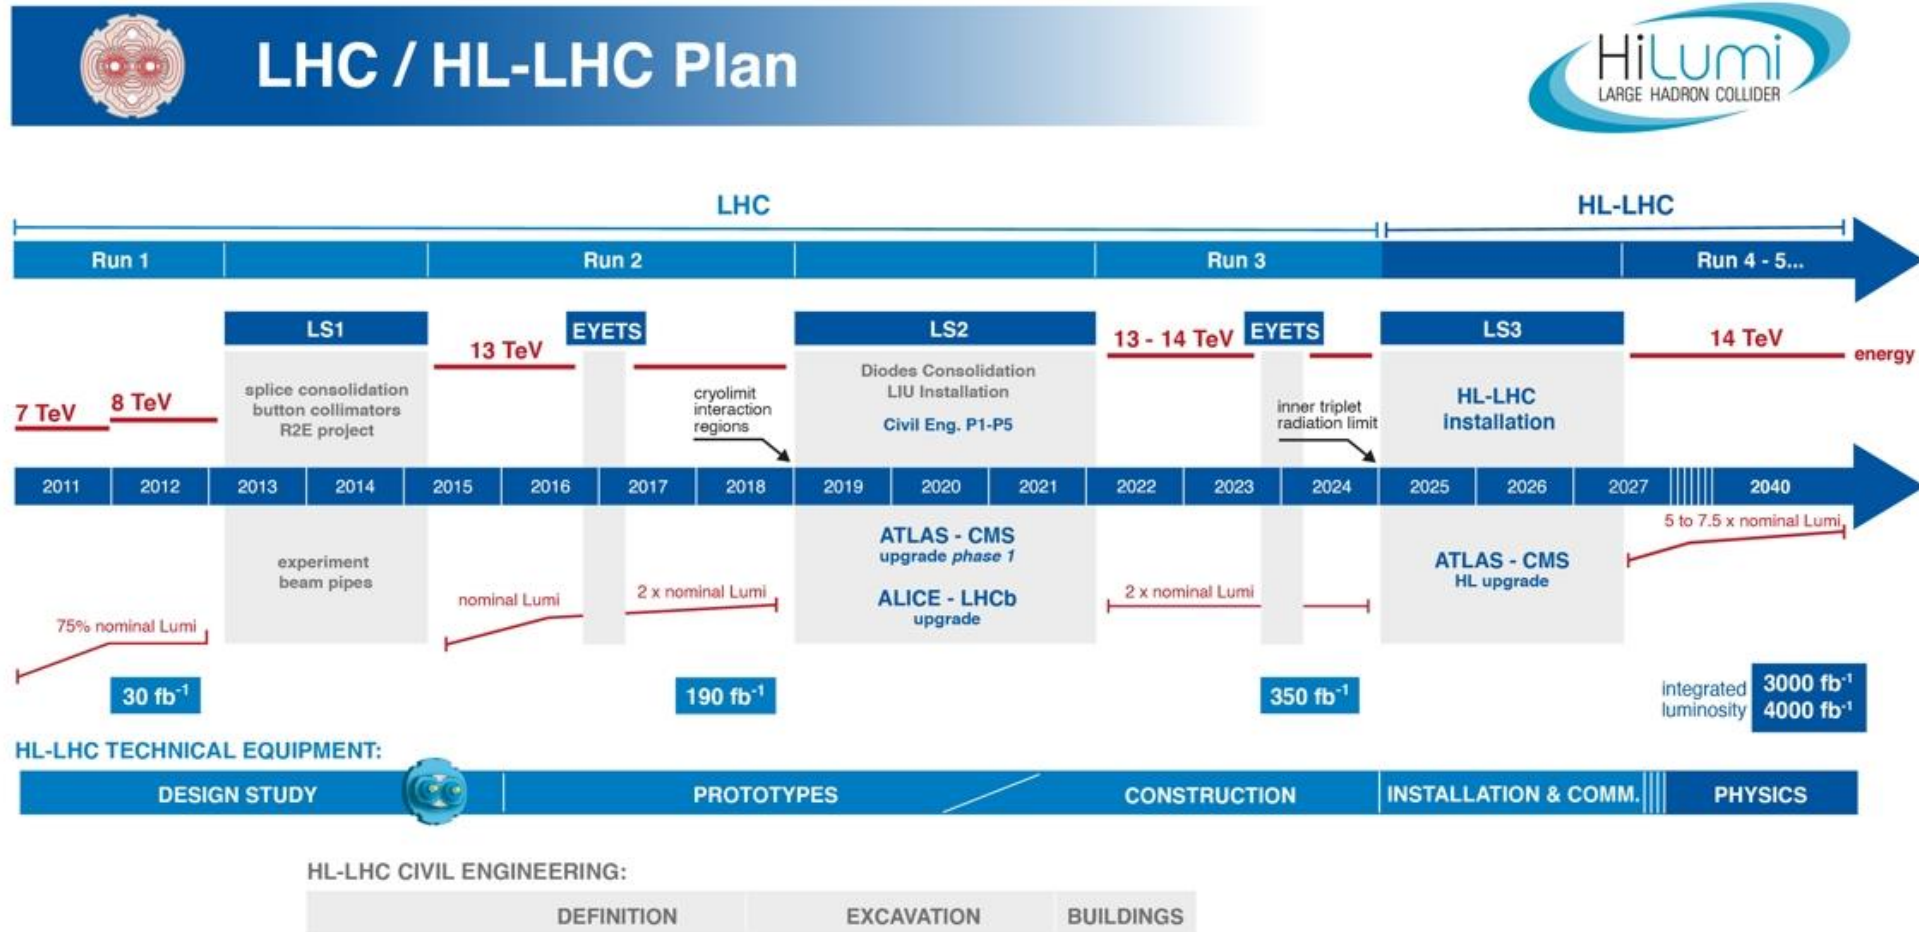 LHC / HL-LHC Plan
HiLumi
LARGE HADRON COLLIDER
LHC
HL-LHC
Run 1
Run 2
Run 3
Run 4 - 5...
LS1
EYETS
LS2
EYETS
LS3
7 TeV
8 TeV
13 TeV
13 - 14 TeV
14 TeV
energy
splice consolidation
button collimators
R2E project
cryolimit
interaction
regions
Diodes Consolidation
LIU Installation
Civil Eng. P1-P5
inner triplet
radiation limit
HL-LHC
installation
2011 2012 2013 2014 2015 2016 2017 2018 2019 2020 2021 2022 2023 2024 2025 2026 2027 2040
experiment
beam pipes
75% nominal Lumi
nominal Lumi
2 x nominal Lumi
ATLAS - CMS
upgrade phase 1
ALICE - LHCb
upgrade
2 x nominal Lumi
ATLAS - CMS
HL upgrade
5 to 7.5 x nominal Lumi
30 fb⁻¹
190 fb⁻¹
350 fb⁻¹
integrated
luminosity
3000 fb⁻¹
4000 fb⁻¹
HL-LHC TECHNICAL EQUIPMENT:
DESIGN STUDY
PROTOTYPES
CONSTRUCTION
INSTALLATION & COMM.
PHYSICS
HL-LHC CIVIL ENGINEERING:
DEFINITION
EXCAVATION
BUILDINGS